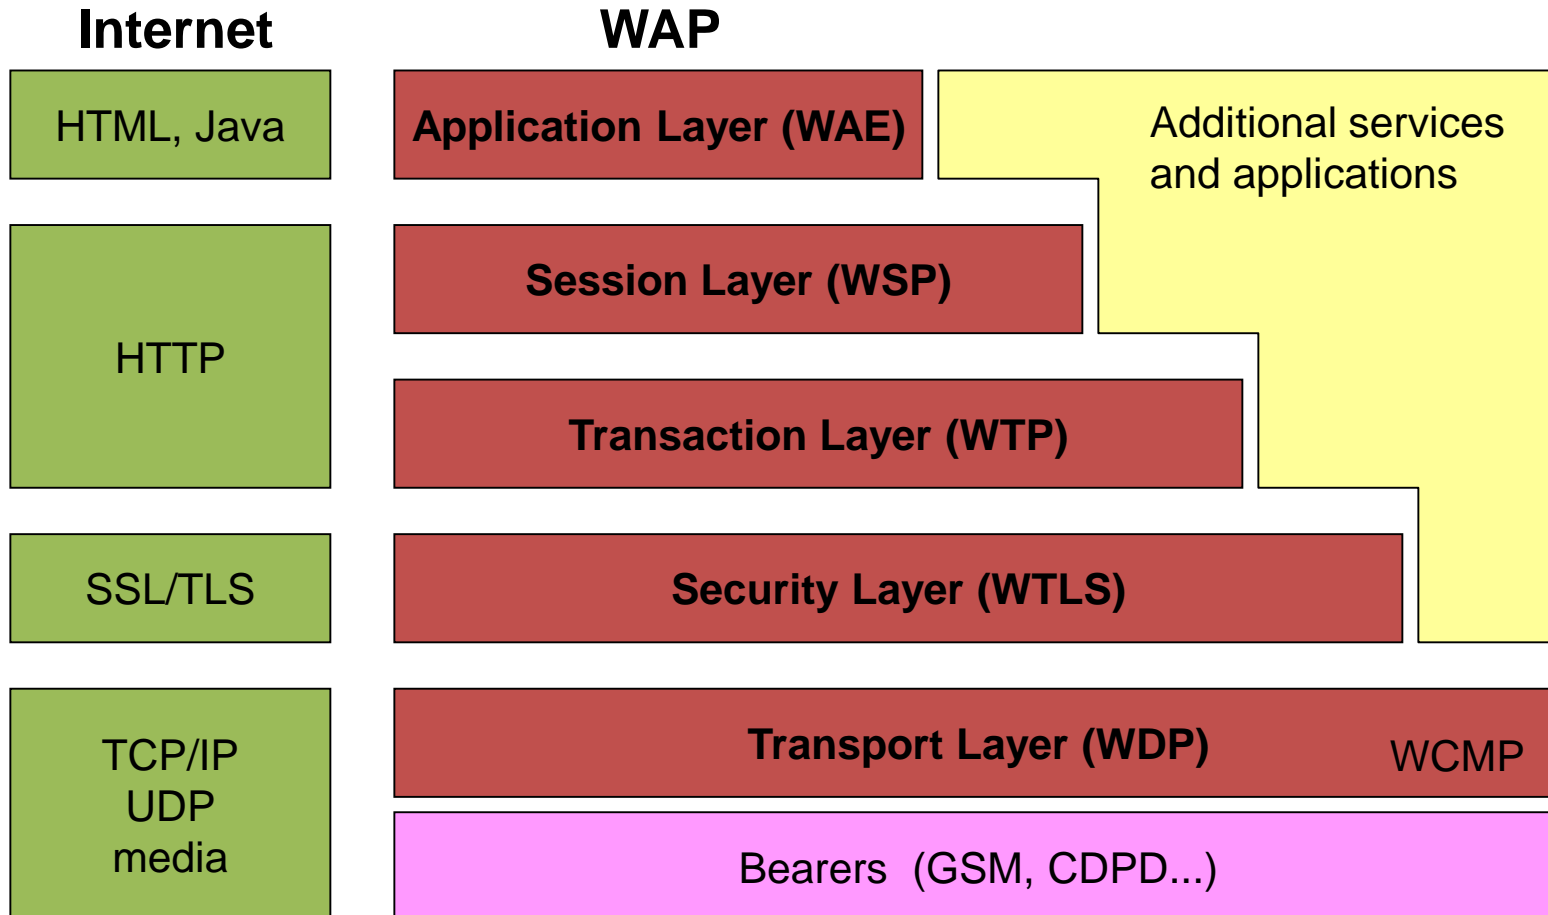 Internet
WAP
HTML, Java
Application Layer (WAE)
Additional services
and applications
HTTP
Session Layer (WSP)
Transaction Layer (WTP)
SSL/TLS
Security Layer (WTLS)
TCP/IP
UDP
media
Transport Layer (WDP)
WCMP
Bearers (GSM, CDPD...)